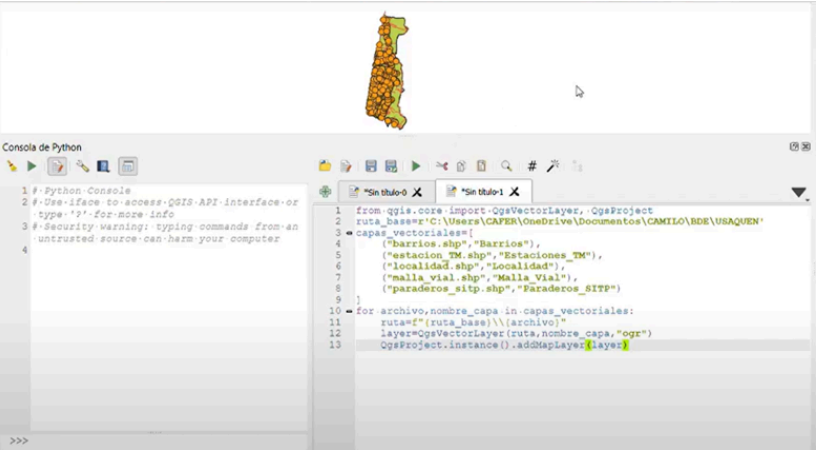 Consola de Python
1 # Python Console
2 # Use iface to access QGIS API interface or
type '?' for more info
3 # Security warning: typing commands from an
untrusted source can harm your computer
4
>>>
*Sin título-0 X *Sin título-1 X
1 from qgis.core import QgsVectorLayer, QgsProject
2 ruta_base=r'C:\Users\CAFER\OneDrive\Documentos\CAMILO\BDE\USAQUEN'
3 capas_vectoriales=[
4 ("barrios.shp","Barrios"),
5 ("estacion_TM.shp","Estaciones_TM"),
6 ("localidad.shp","Localidad"),
7 ("malla_vial.shp","Malla_Vial"),
8 ("paraderos_sitp.shp","Paraderos_SITP")
9 ]
10 for archivo,nombre_capa in capas_vectoriales:
11 ruta=f"{ruta_base}\\{archivo}"
12 layer=QgsVectorLayer(ruta,nombre_capa,"ogr")
13 QgsProject.instance().addMapLayer(layer)